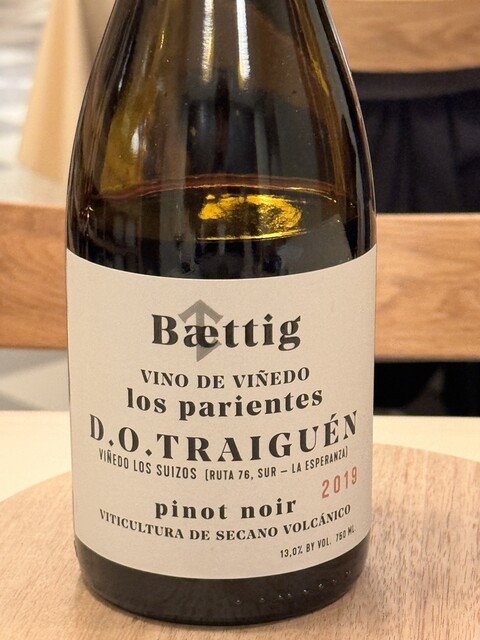 Bættig
VINO DE VIÑEDO
los parientes
D.O.TRAIGUÉN
VIÑEDO LOS SUIZOS (RUTA 76, SUR – LA ESPERANZA)
2019
pinot noir
VITICULTURA DE SECANO VOLCÁNICO
13,0% BY VOL. 750 ML.